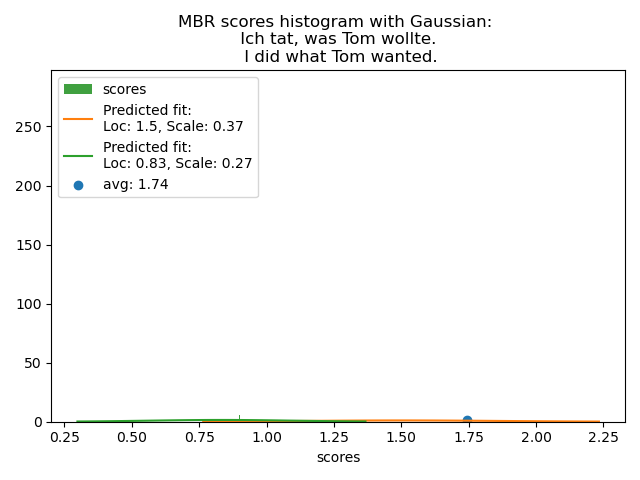 MBR scores histogram with Gaussian:
Ich tat, was Tom wollte.
I did what Tom wanted.
scores
Predicted fit:
Loc: 1.5, Scale: 0.37
Predicted fit:
Loc: 0.83, Scale: 0.27
avg: 1.74
250
200
150
100
50
0
0.25 0.50 0.75 1.00 1.25 1.50 1.75 2.00 2.25
scores